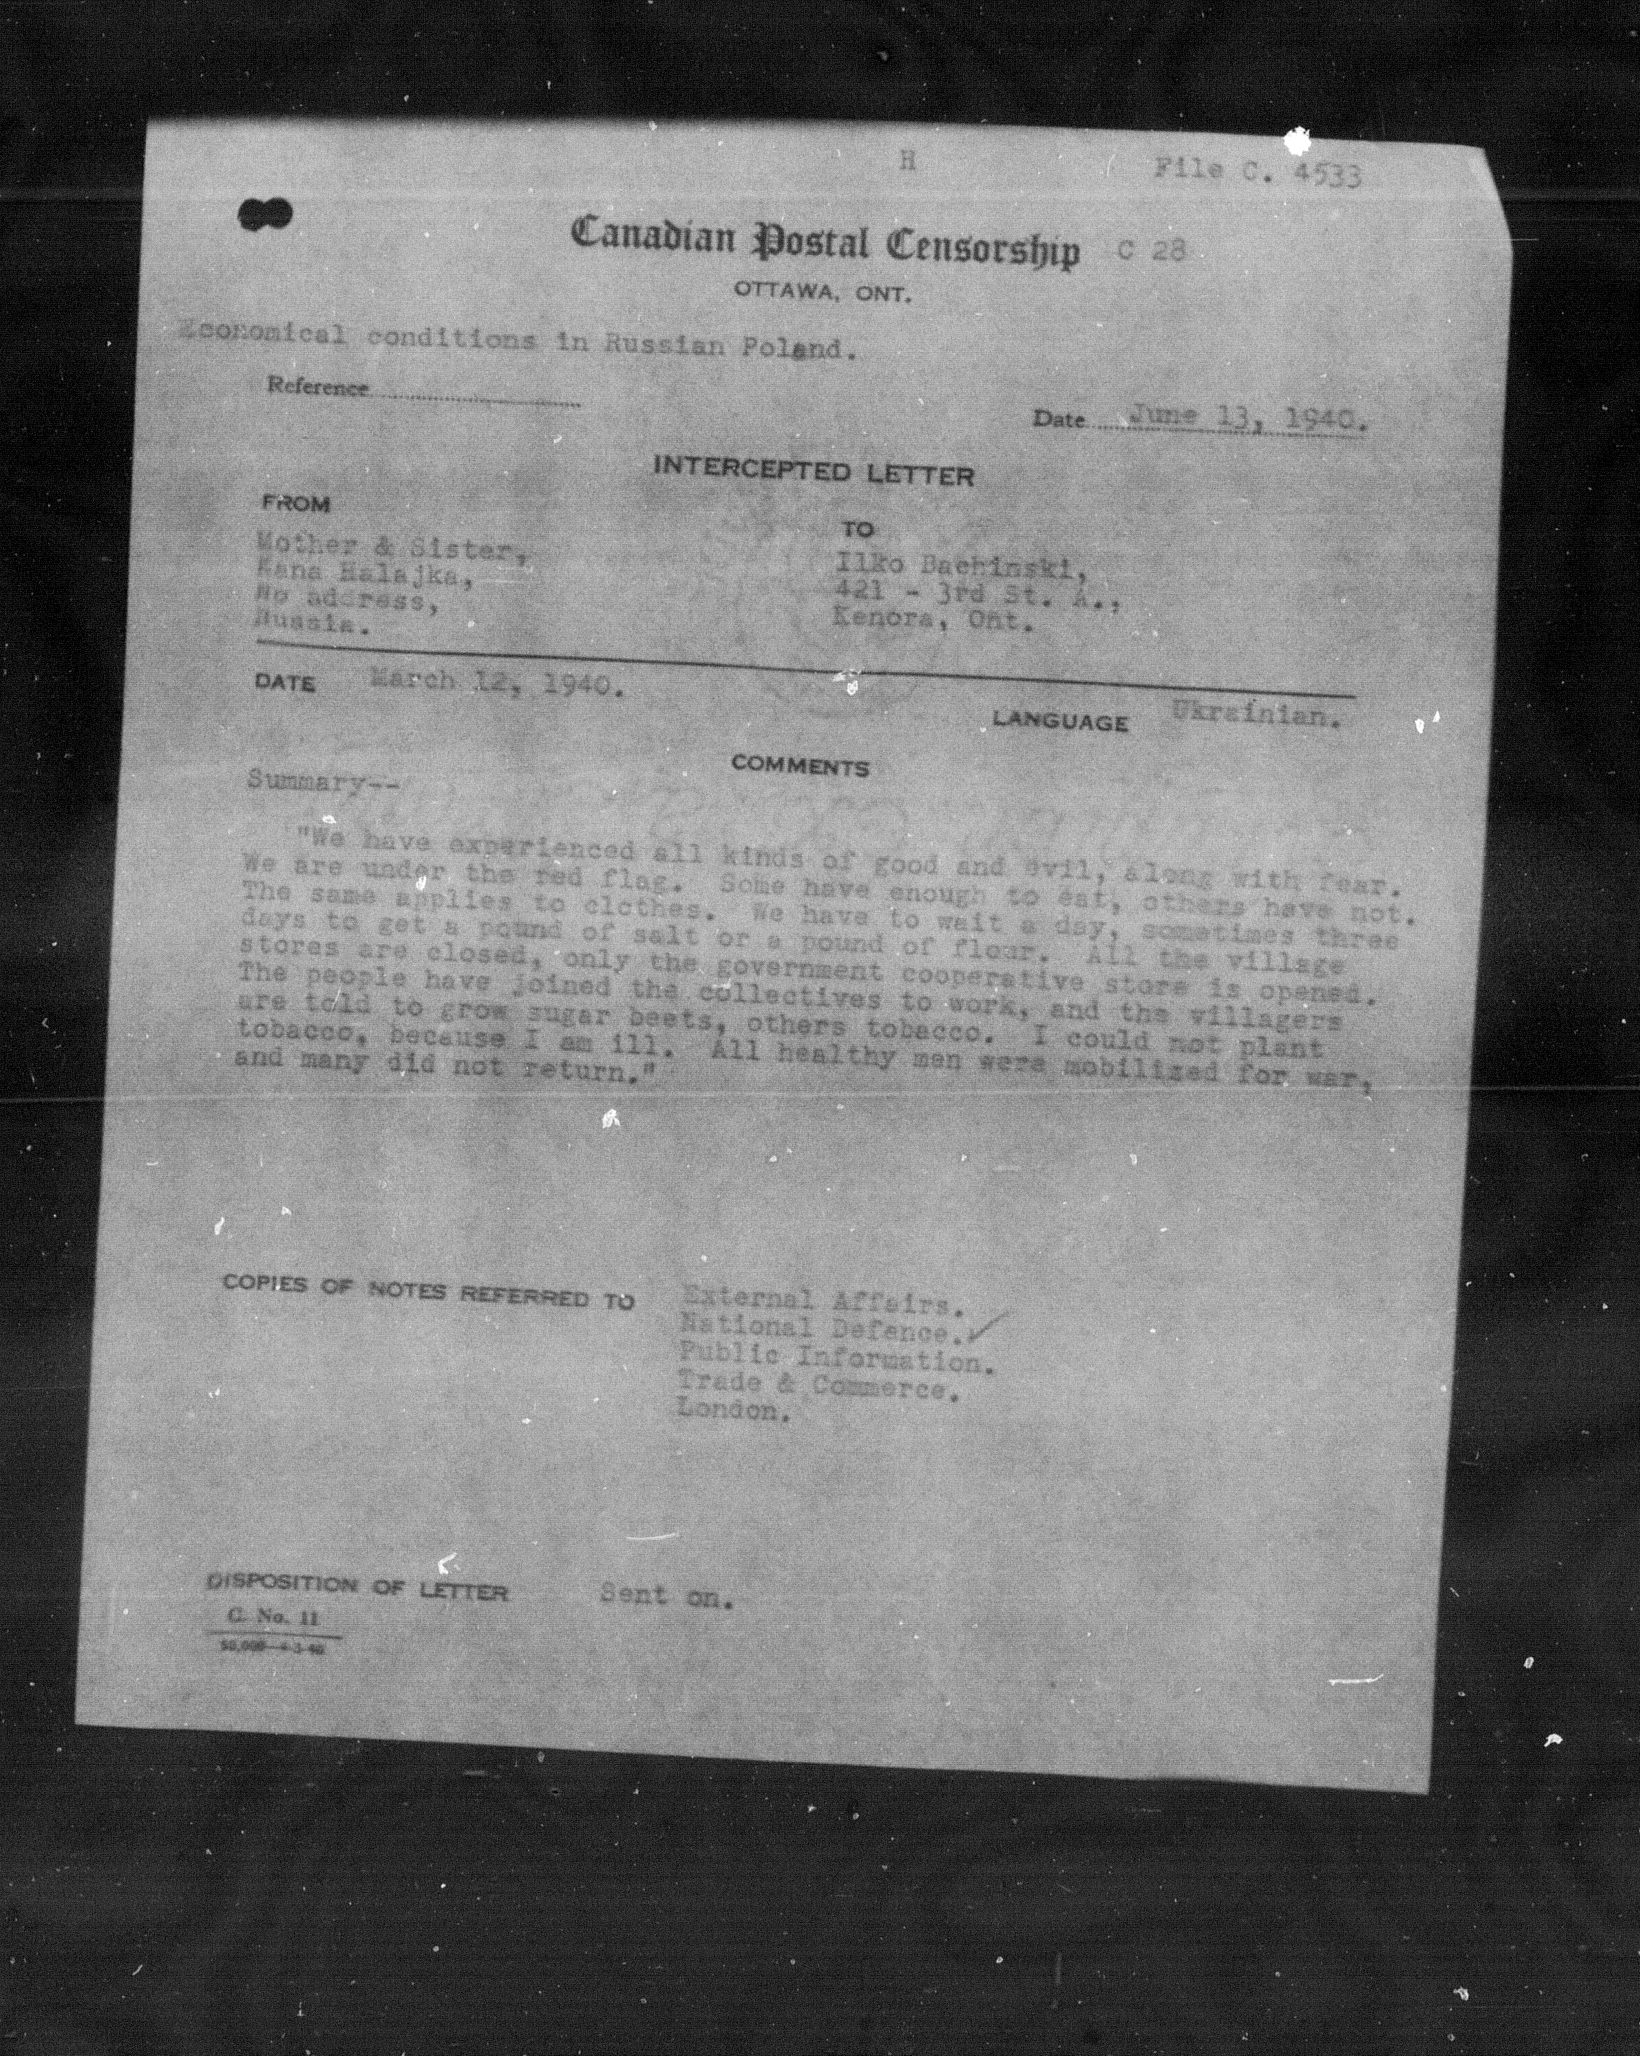 H
File C. 4533
Canadian Postal Censorship C 28
OTTAWA, ONT.
Economical conditions in Russian Poland.
Reference
Date June 13, 1940.
INTERCEPTED LETTER
FROM
TO
Mother & Sister,
Kana Halajka,
No address,
Russia.
Ilko Bachinski,
421 - 3rd St. A.,
Kenora, Ont.
DATE March 12, 1940.
LANGUAGE Ukrainian.
COMMENTS
Summary--
"We have experienced all kinds of good and evil, along with fear.
We are under the red flag. Some have enough to eat, others have not.
The same applies to clothes. We have to wait a day, sometimes three
days to get a pound of salt or a pound of flour. All the village
stores are closed, only the government cooperative store is opened.
The people have joined the collectives to work, and the villagers
are told to grow sugar beets, others tobacco. I could not plant
tobacco, because I am ill. All healthy men were mobilized for war,
and many did not return."
COPIES OF NOTES REFERRED TO
External Affairs.
National Defence.✓
Public Information.
Trade & Commerce.
London.
DISPOSITION OF LETTER Sent on.
C. No. 11